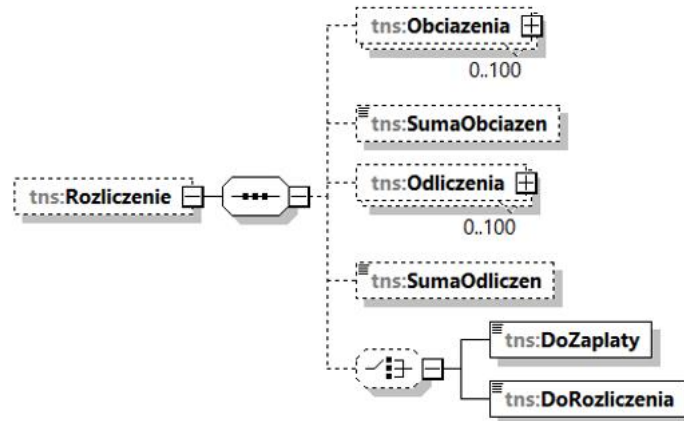 tns:Obciazenia
0..100
tns:SumaObciazen
tns:Rozliczenie
tns:Odliczenia
0..100
tns:SumaOdliczen
tns:DoZaplaty
tns:DoRozliczenia